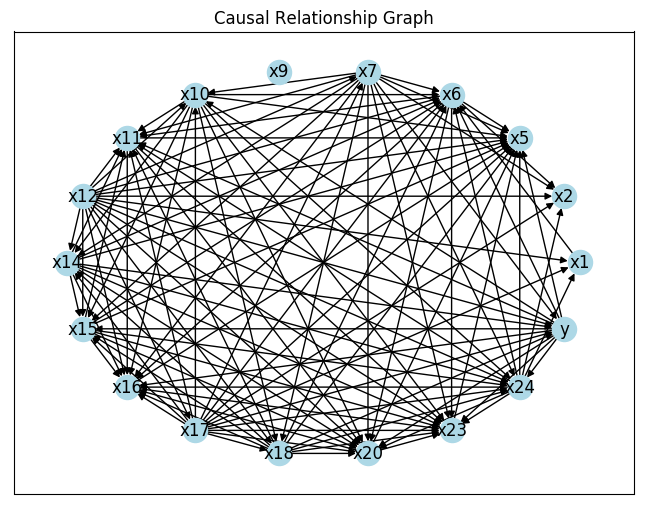 Causal Relationship Graph
x9
x7
x10
x6
x11
x5
x12
x2
x14
x1
x15
y
x16
x24
x17
x23
x18
x20